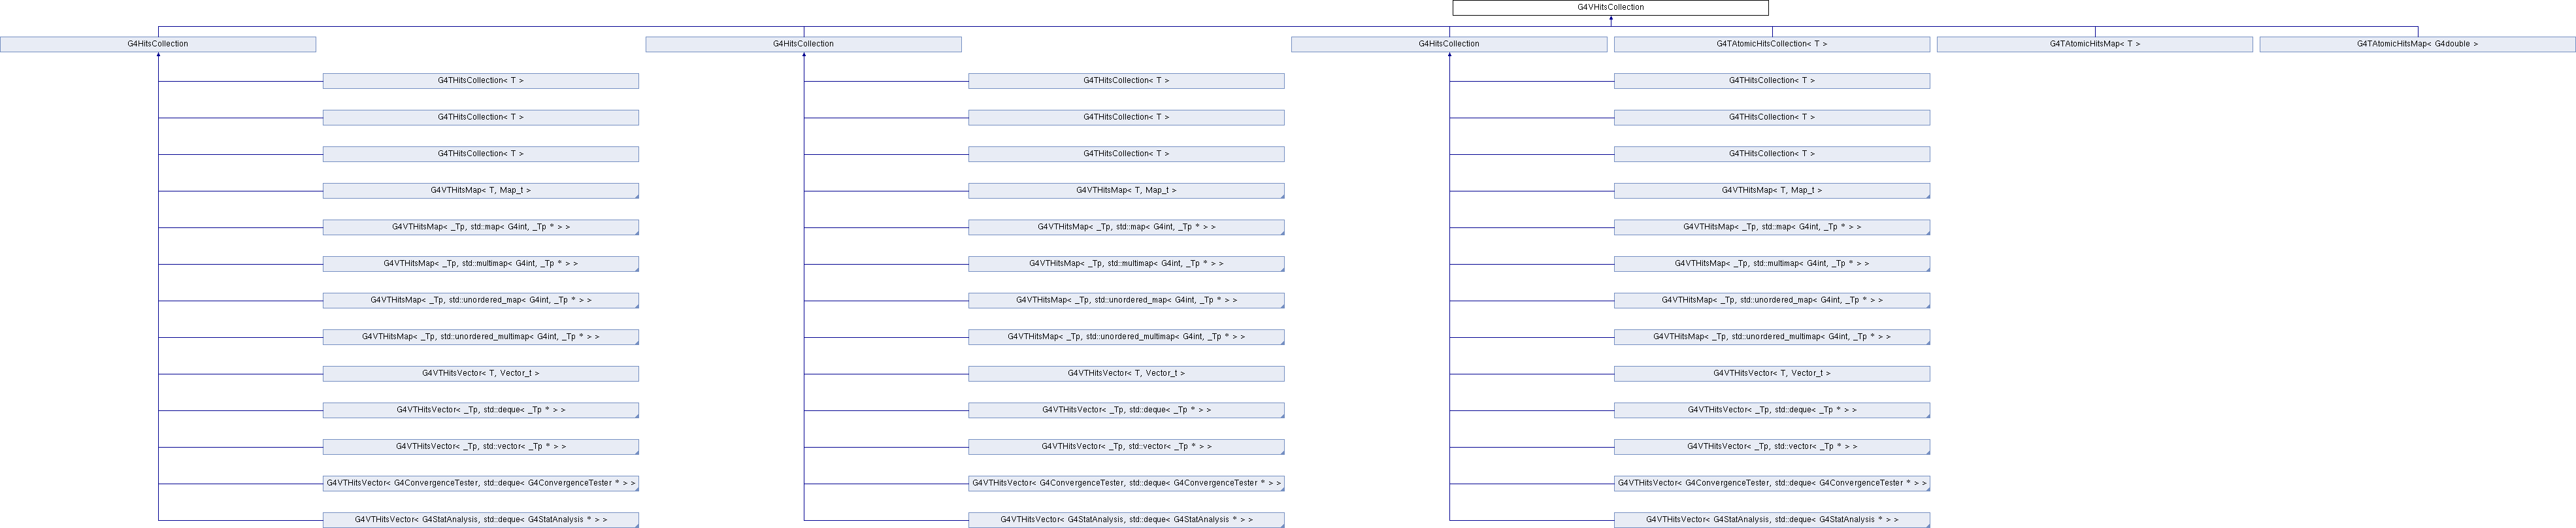 G4VHitsCollection
G4HitsCollection
G4HitsCollection
G4HitsCollection
G4TAtomicHitsCollection< T >
G4TAtomicHitsMap< T >
G4TAtomicHitsMap< G4double >
G4THitsCollection< T >
G4THitsCollection< T >
G4THitsCollection< T >
G4THitsCollection< T >
G4THitsCollection< T >
G4THitsCollection< T >
G4THitsCollection< T >
G4THitsCollection< T >
G4THitsCollection< T >
G4VTHitsMap< T, Map_t >
G4VTHitsMap< T, Map_t >
G4VTHitsMap< T, Map_t >
G4VTHitsMap< _Tp, std::map< G4int, _Tp * > >
G4VTHitsMap< _Tp, std::map< G4int, _Tp * > >
G4VTHitsMap< _Tp, std::map< G4int, _Tp * > >
G4VTHitsMap< _Tp, std::multimap< G4int, _Tp * > >
G4VTHitsMap< _Tp, std::multimap< G4int, _Tp * > >
G4VTHitsMap< _Tp, std::multimap< G4int, _Tp * > >
G4VTHitsMap< _Tp, std::unordered_map< G4int, _Tp * > >
G4VTHitsMap< _Tp, std::unordered_map< G4int, _Tp * > >
G4VTHitsMap< _Tp, std::unordered_map< G4int, _Tp * > >
G4VTHitsMap< _Tp, std::unordered_multimap< G4int, _Tp * > >
G4VTHitsMap< _Tp, std::unordered_multimap< G4int, _Tp * > >
G4VTHitsMap< _Tp, std::unordered_multimap< G4int, _Tp * > >
G4VTHitsVector< T, Vector_t >
G4VTHitsVector< T, Vector_t >
G4VTHitsVector< T, Vector_t >
G4VTHitsVector< _Tp, std::deque< _Tp * > >
G4VTHitsVector< _Tp, std::deque< _Tp * > >
G4VTHitsVector< _Tp, std::deque< _Tp * > >
G4VTHitsVector< _Tp, std::vector< _Tp * > >
G4VTHitsVector< _Tp, std::vector< _Tp * > >
G4VTHitsVector< _Tp, std::vector< _Tp * > >
G4VTHitsVector< G4ConvergenceTester, std::deque< G4ConvergenceTester * > >
G4VTHitsVector< G4ConvergenceTester, std::deque< G4ConvergenceTester * > >
G4VTHitsVector< G4ConvergenceTester, std::deque< G4ConvergenceTester * > >
G4VTHitsVector< G4StatAnalysis, std::deque< G4StatAnalysis * > >
G4VTHitsVector< G4StatAnalysis, std::deque< G4StatAnalysis * > >
G4VTHitsVector< G4StatAnalysis, std::deque< G4StatAnalysis * > >